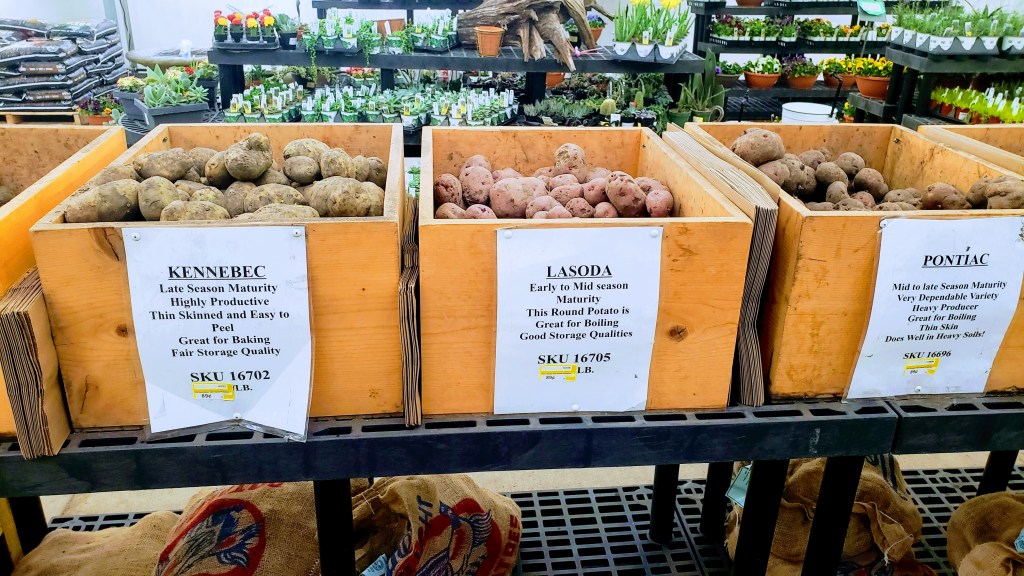 KENNEBEC
Late Season Maturity
Highly Productive
Thin Skinned and Easy to
Peel
Great for Baking
Fair Storage Quality
SKU 16702
/LB.
LASODA
Early to Mid season
Maturity
This Round Potato is
Great for Boiling
Good Storage Qualities
SKU 16705
/LB.
PONTIAC
Mid to late Season Maturity
Very Dependable Variety
Heavy Producer
Great for Boiling
Thin Skin
Does Well in Heavy Soils!
SKU 16696